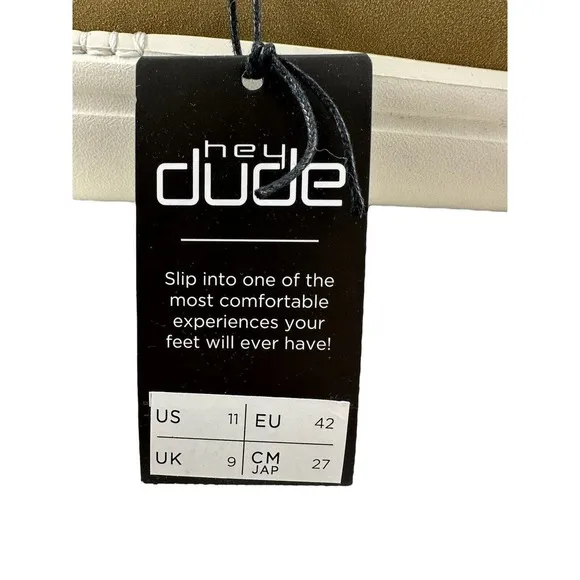 hey
dude
Slip into one of the
most comfortable
experiences your
feet will ever have!
US 11 EU 42
UK 9 CM JAP 27